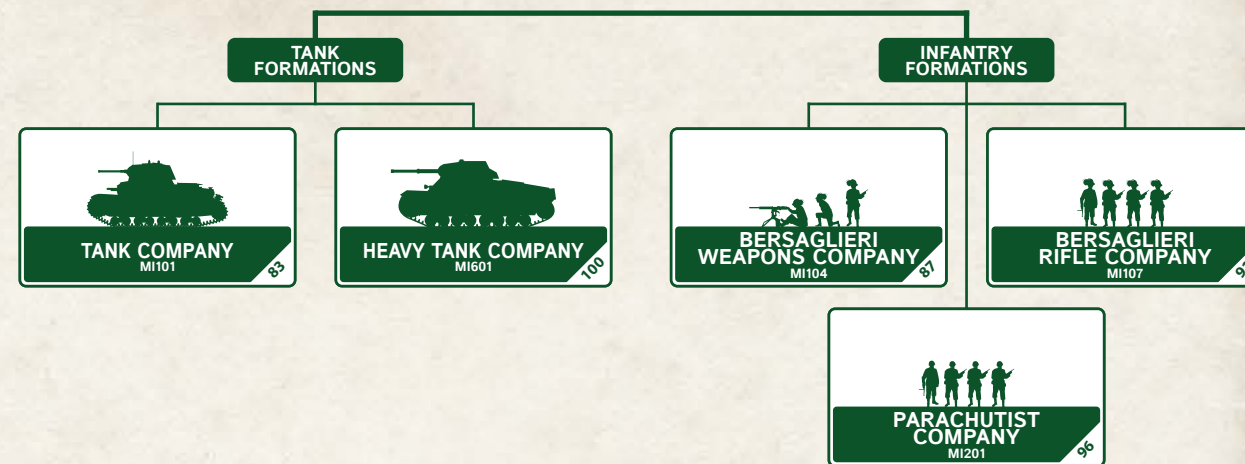 TANK
FORMATIONS
INFANTRY
FORMATIONS
TANK COMPANY
MI101
83
HEAVY TANK COMPANY
MI601
100
BERSAGLIERI
WEAPONS COMPANY
MI104
87
BERSAGLIERI
RIFLE COMPANY
MI107
PARACHUTIST
COMPANY
MI201
96